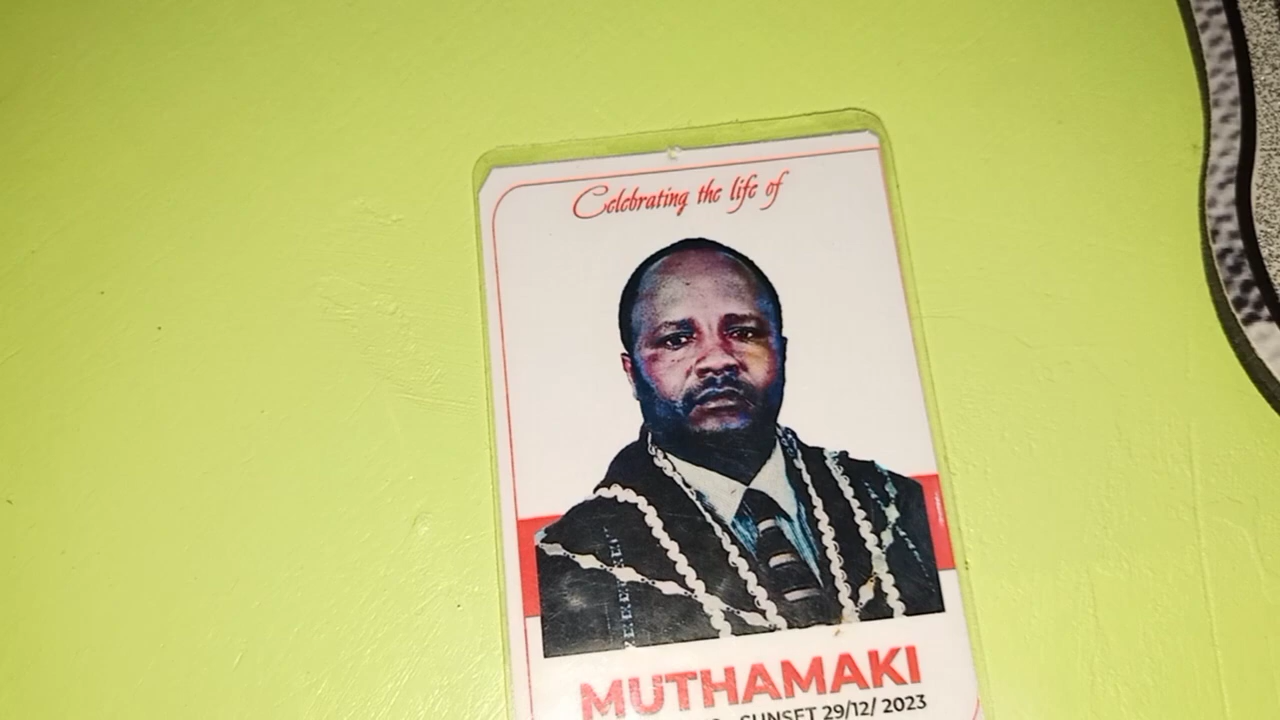 Celebrating the life of
MUTHAMAKI
- SUNSET 29/12/ 2023